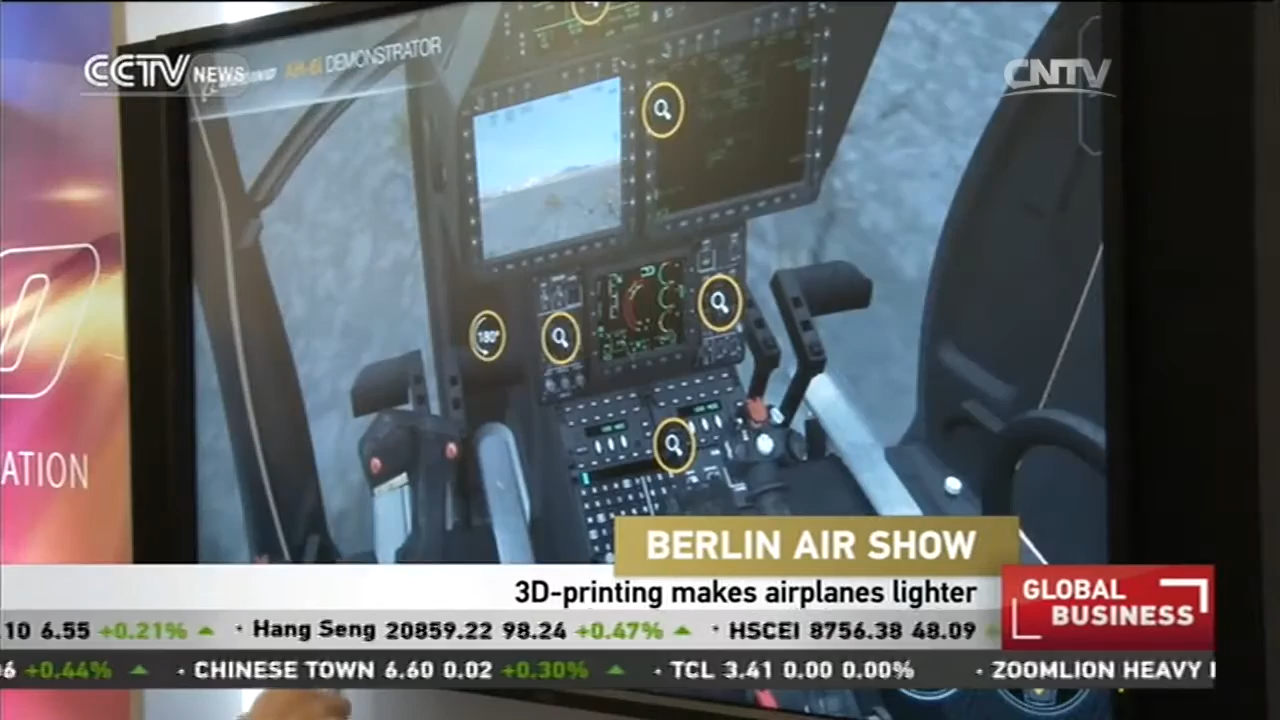 CCTV NEWS
AH-6i DEMONSTRATOR
CNTV
180°
ATION
BERLIN AIR SHOW
3D-printing makes airplanes lighter
GLOBAL
BUSINESS
.10 6.55 +0.21% ▲ · Hang Seng 20859.22 98.24 +0.47% ▲ · HSCEI 8756.38 48.09 +
6 +0.44% ▲ · CHINESE TOWN 6.60 0.02 +0.30% ▲ · TCL 3.41 0.00 0.00% · ZOOMLION HEAVY